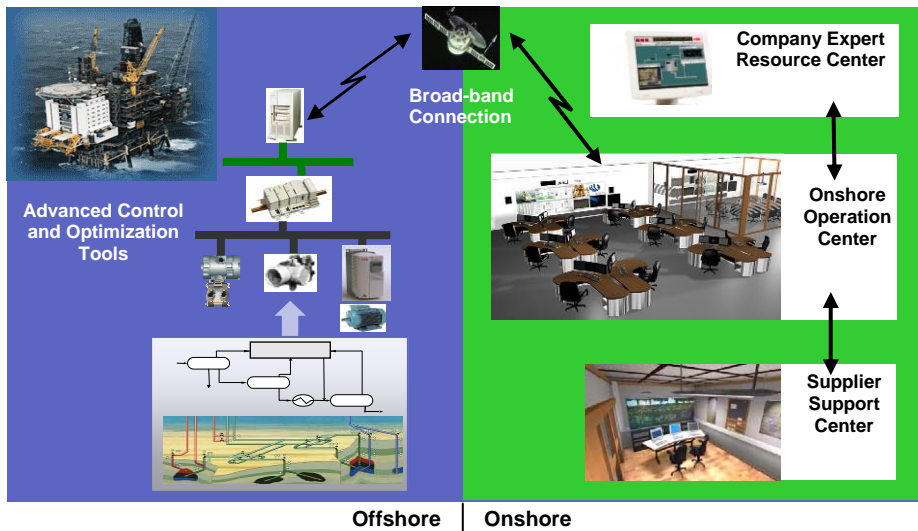 Company Expert
Resource Center
Broad-band
Connection
Advanced Control
and Optimization
Tools
Onshore
Operation
Center
Supplier
Support
Center
Offshore
Onshore